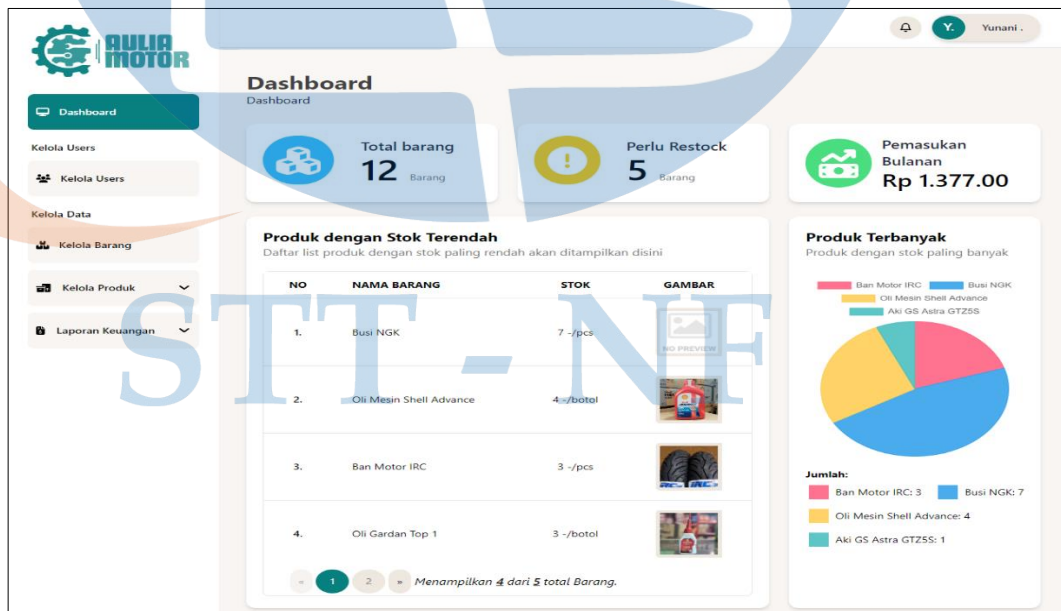 AULIA
MOTOR
Y.
Yunani .
Dashboard
Kelola Users
Kelola Users
Kelola Data
Kelola Barang
Kelola Produk
Laporan Keuangan
Dashboard
Dashboard
Total barang
12 Barang
Perlu Restock
5 Barang
Pemasukan
Bulanan
Rp 1.377.00
Produk dengan Stok Terendah
Daftar list produk dengan stok paling rendah akan ditampilkan disini
NO NAMA BARANG STOK GAMBAR
1. Busi NGK 7 -/pcs
NO PREVIEW
2. Oli Mesin Shell Advance 4 -/botol
3. Ban Motor IRC 3 -/pcs
4. Oli Gardan Top 1 3 -/botol
« 1 2 » Menampilkan 4 dari 5 total Barang.
Produk Terbanyak
Produk dengan stok paling banyak
Ban Motor IRC Busi NGK
Oli Mesin Shell Advance
Aki GS Astra GTZ5S
Jumlah:
Ban Motor IRC: 3 Busi NGK: 7
Oli Mesin Shell Advance: 4
Aki GS Astra GTZ5S: 1
STT - NF